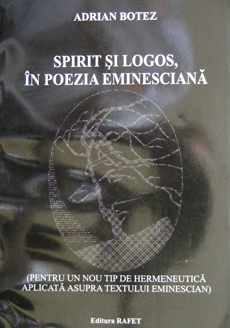 ADRIAN BOTEZ
SPIRIT ŞI LOGOS,
ÎN POEZIA EMINESCIANĂ
(PENTRU UN NOU TIP DE HERMENEUTICĂ
APLICATĂ ASUPRA TEXTULUI EMINESCIAN)
Editura RAFET